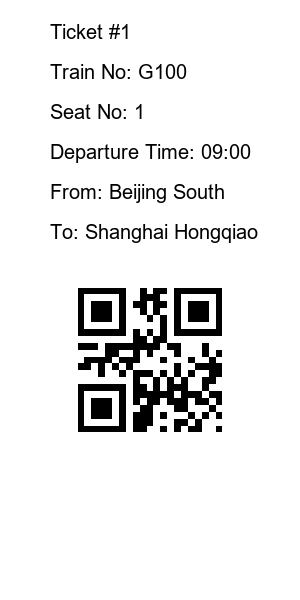 Ticket #1
Train No: G100
Seat No: 1
Departure Time: 09:00
From: Beijing South
To: Shanghai Hongqiao